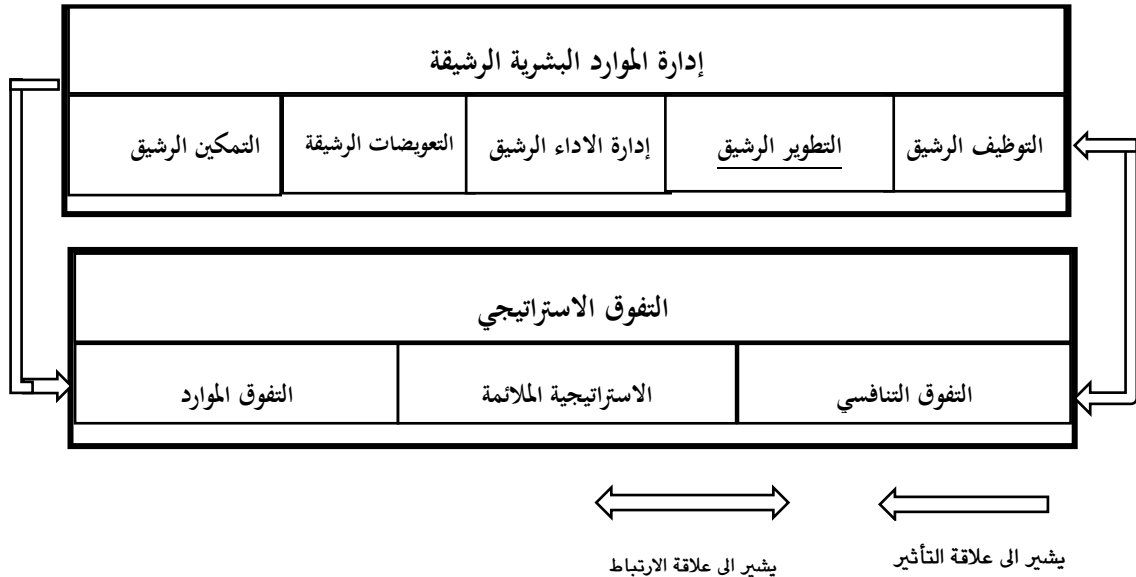 إدارة الموارد البشرية الرشيقة
التوظيف الرشيق
التطوير الرشيق
إدارة الاداء الرشيق
التعويضات الرشيقة
التمكين الرشيق
التفوق الاستراتيجي
التفوق التنافسي
الاستراتيجية الملائمة
التفوق الموارد
يشير الى علاقة التأثير
يشير الى علاقة الارتباط